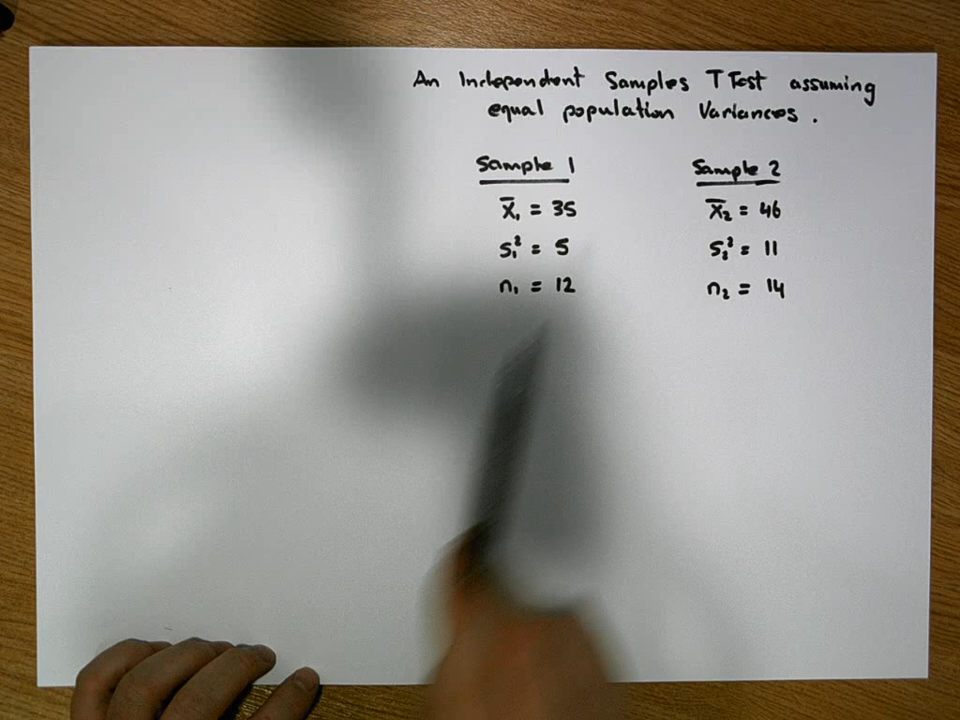 An Independent Samples T Test assuming
equal population Variances.
Sample 1
x̄₁ = 35
s₁² = 5
n₁ = 12
Sample 2
x̄₂ = 46
s₂² = 11
n₂ = 14